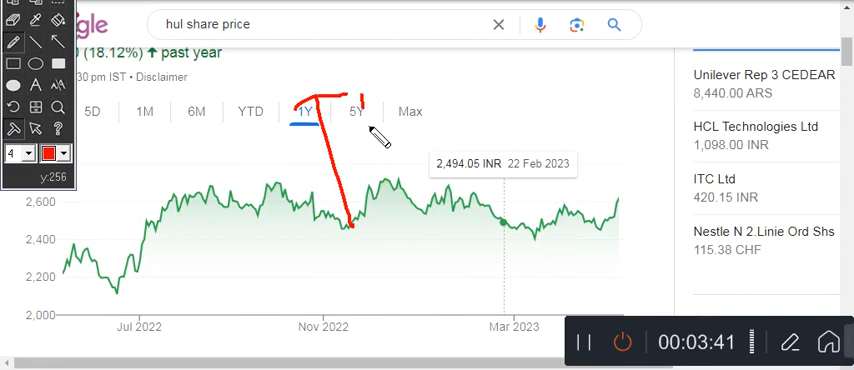 gle
hul share price
(18.12%) ↑ past year
30 pm IST • Disclaimer
5D 1M 6M YTD 1Y 5Y Max
2,494.05 INR 22 Feb 2023
2,600
2,400
2,200
2,000
Jul 2022 Nov 2022 Mar 2023
Unilever Rep 3 CEDEAR
8,440.00 ARS
HCL Technologies Ltd
1,098.00 INR
ITC Ltd
420.15 INR
Nestle N 2.Linie Ord Shs
115.38 CHF
A
4
y:256
00:03:41